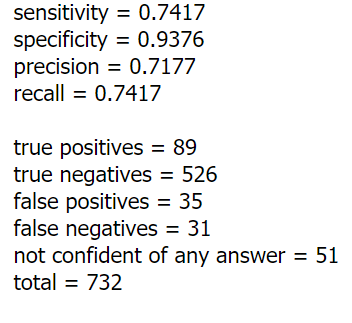 sensitivity = 0.7417
specificity = 0.9376
precision = 0.7177
recall = 0.7417
true positives = 89
true negatives = 526
false positives = 35
false negatives = 31
not confident of any answer = 51
total = 732